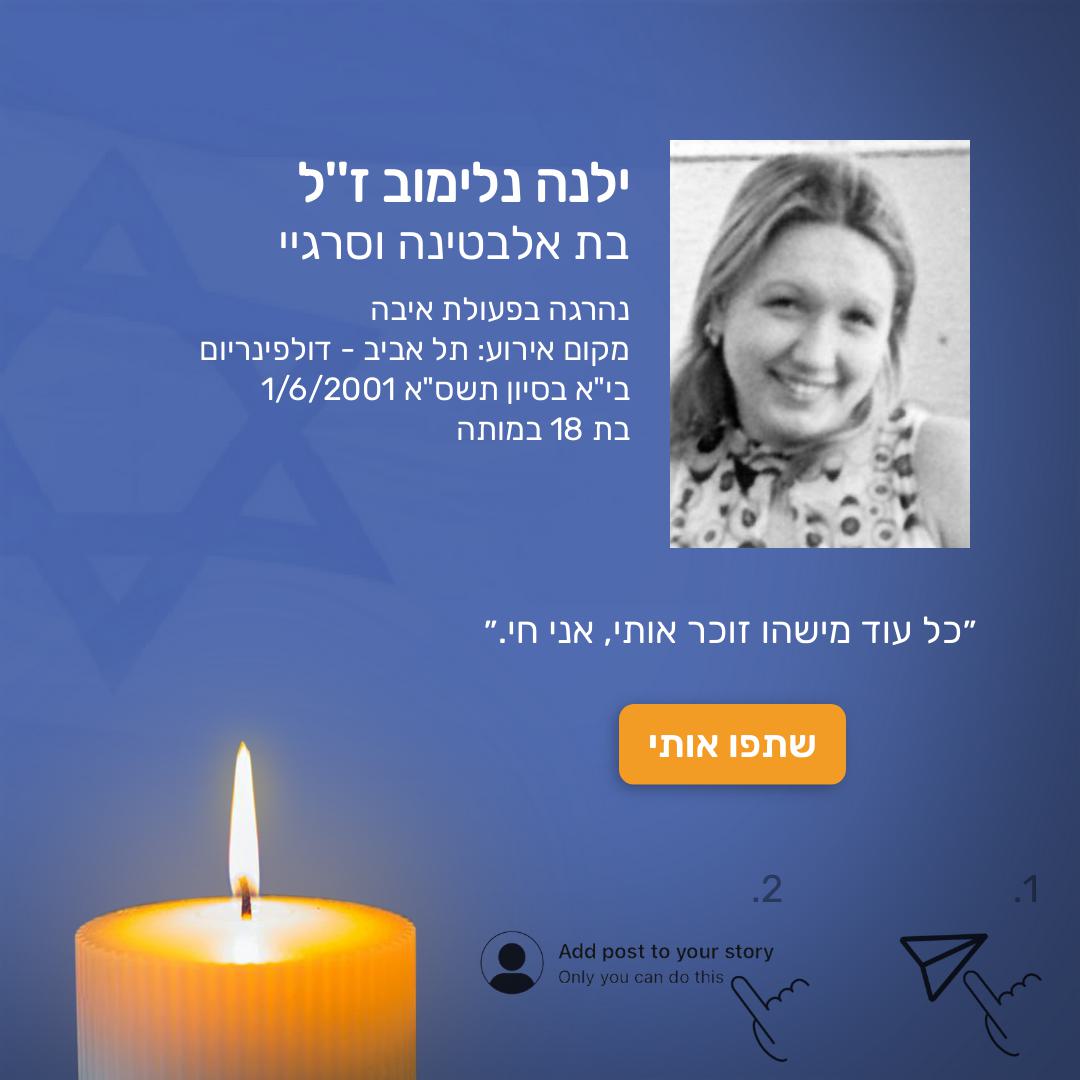 ילנה נלימוב ז"ל
בת אלבטינה וסרגיי
נהרגה בפעולת איבה
מקום אירוע: תל אביב - דולפינריום
בי"א בסיון תשס"א 1/6/2001
בת 18 במותה
״כל עוד מישהו זוכר אותי, אני חי.״
שתפו אותי
1.
2.
Add post to your story
Only you can do this